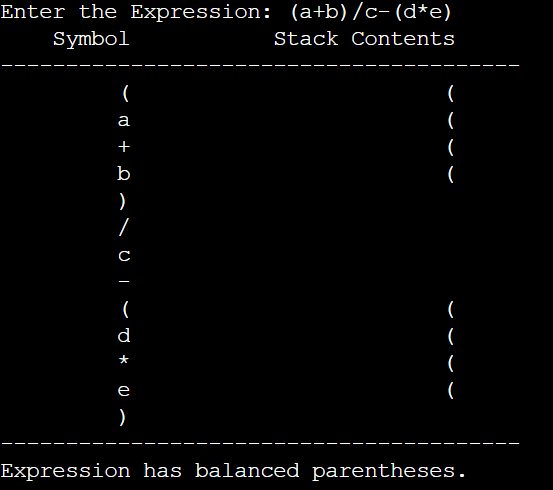 Enter the Expression: (a+b)/c-(d*e)
    Symbol           Stack Contents
----------------------------------------
         (                        (
         a                        (
         +                        (
         b                        (
         )
         /
         c
         -
         (                        (
         d                        (
         *                        (
         e                        (
         )
----------------------------------------
Expression has balanced parentheses.